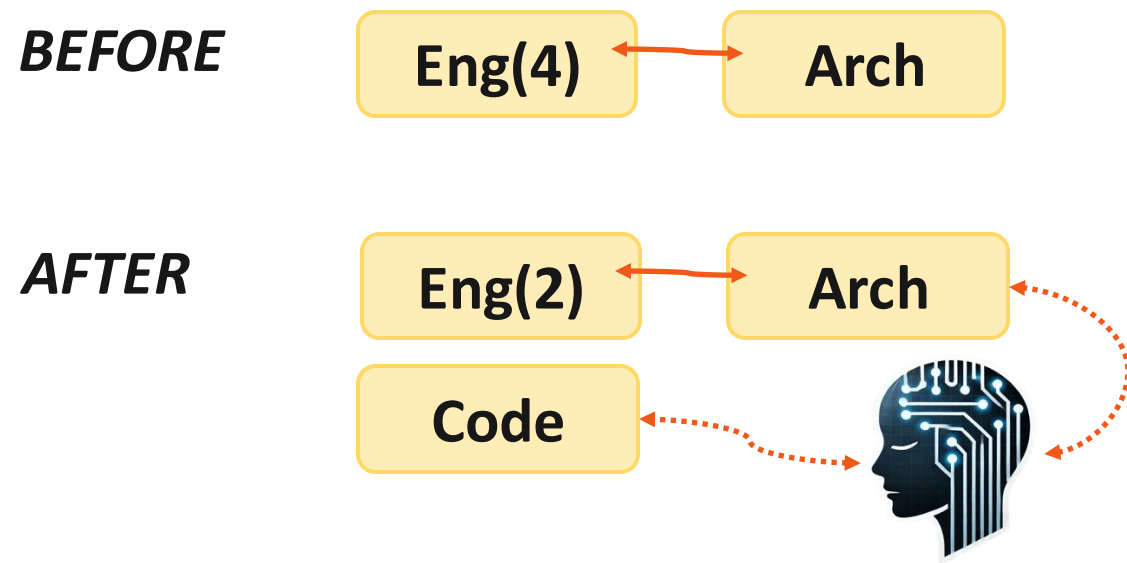 BEFORE
Eng(4)
Arch
AFTER
Eng(2)
Arch
Code